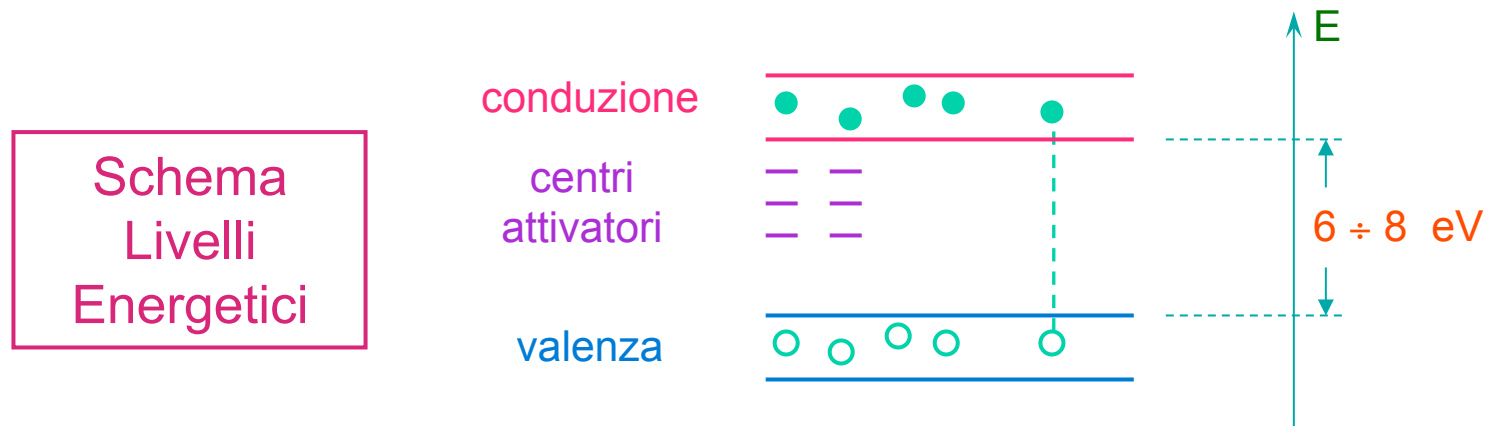 Schema
Livelli
Energetici
conduzione
centri
attivatori
valenza
E
6 ÷ 8 eV